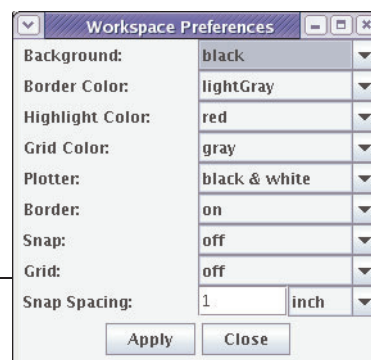 Workspace Preferences
Background: black
Border Color: lightGray
Highlight Color: red
Grid Color: gray
Plotter: black & white
Border: on
Snap: off
Grid: off
Snap Spacing: 1 inch
Apply Close